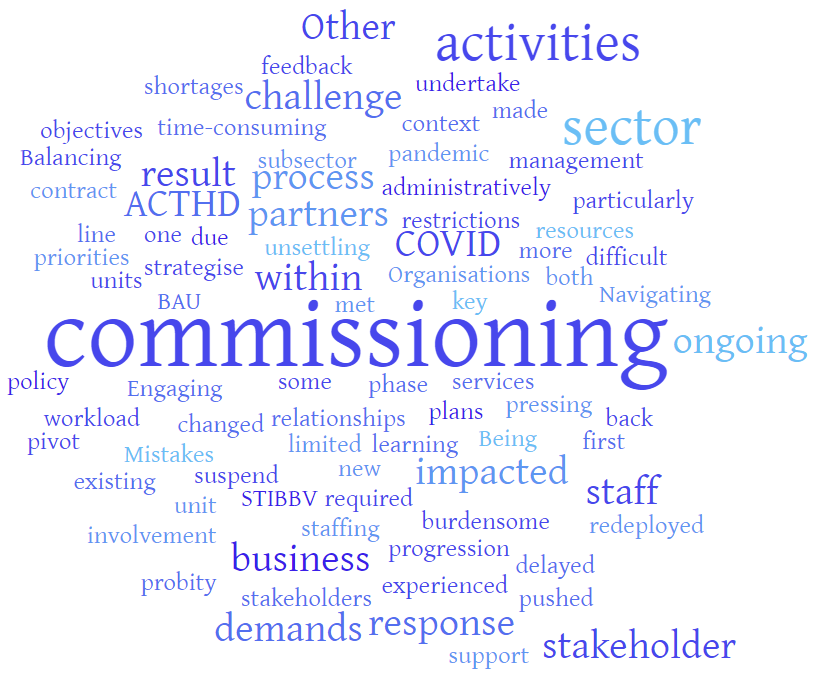 Other activities
feedback
shortages undertake
challenge
made
objectives time-consuming context sector
Balancing subsector pandemic management
contract result process administratively
ACTHD partners restrictions particularly
line one due unsettling COVID more resources
priorities difficult
units strategise within Organisations both
BAU met key Navigating
commissioning ongoing
policy Engaging some phase services
workload changed relationships plans pressing back
pivot Mistakes limited learning Being first
existing suspend new impacted staff
unit STIBBV required
involvement staffing burdensome redeployed
business progression delayed
probity stakeholders experienced pushed
demands response
support stakeholder